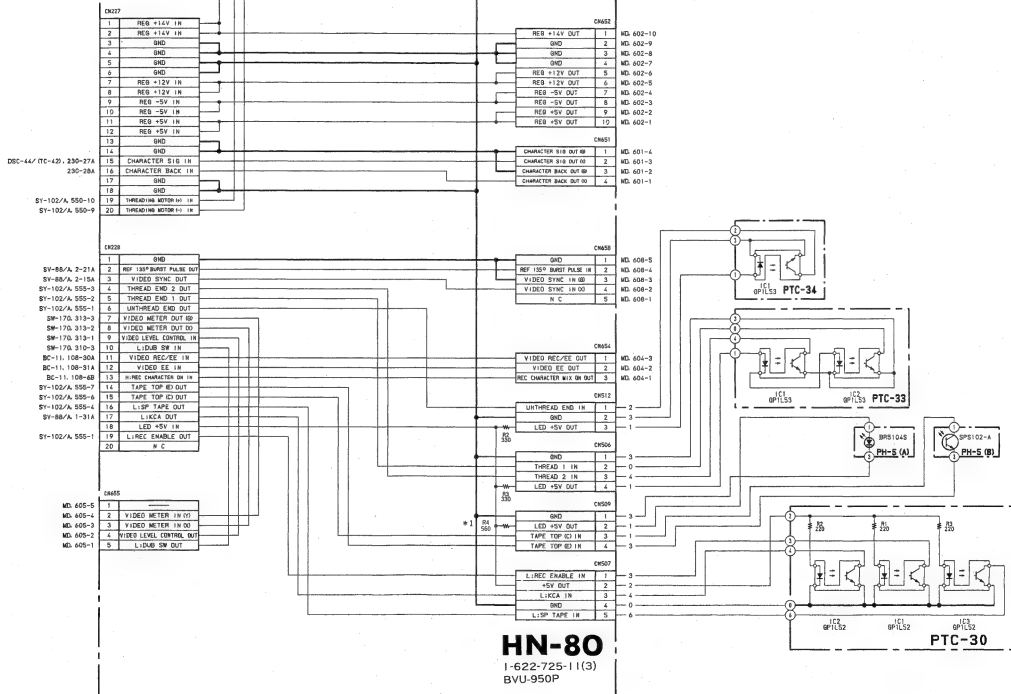 CN227
1 REG +14V IN
2 REG +14V IN
3 GND
4 GND
5 GND
6 GND
7 REG +12V IN
8 REG +12V IN
9 REG -5V IN
10 REG -5V IN
11 REG +5V IN
12 REG +5V IN
13 GND
14 GND
DSC-44/(TC-42). 230-27A 15 CHARACTER SIG IN
230-28A 16 CHARACTER BACK IN
17 GND
18 GND
SY-102/A, 550-10 19 THREADING MOTOR (+) IN
SY-102/A, 550-9 20 THREADING MOTOR (-) IN
CN652
REG +14V OUT 1 MD. 602-10
GND 2 MD. 602-9
GND 3 MD. 602-8
GND 4 MD. 602-7
REG +12V OUT 5 MD. 602-6
REG +12V OUT 6 MD. 602-5
REG -5V OUT 7 MD. 602-4
REG -5V OUT 8 MD. 602-3
REG +5V OUT 9 MD. 602-2
REG +5V OUT 10 MD. 602-1
CN651
CHARACTER SIG OUT (G) 1 MD. 601-4
CHARACTER SIG OUT (X) 2 MD. 601-3
CHARACTER BACK OUT (G) 3 MD. 601-2
CHARACTER BACK OUT (X) 4 MD. 601-1
CN228
1 GND
SV-88/A, 2-21A 2 REF 135° BURST PULSE OUT
SV-88/A, 2-15A 3 VIDEO SYNC OUT
SY-102/A, 555-3 4 THREAD END 2 OUT
SY-102/A, 555-2 5 THREAD END 1 OUT
SY-102/A, 555-1 6 UNTHREAD END OUT
SW-170, 313-3 7 VIDEO METER OUT (G)
SW-170, 313-2 8 VIDEO METER OUT (X)
SW-170, 313-1 9 VIDEO LEVEL CONTROL IN
SW-170, 310-3 10 L:DUB SW IN
BC-11, 108-30A 11 VIDEO REC/EE IN
BC-11, 108-31A 12 VIDEO EE IN
BC-11, 108-6B 13 H:REC CHARACTER ON IN
SY-102/A, 555-7 14 TAPE TOP (E) OUT
SY-102/A, 555-6 15 TAPE TOP (C) OUT
SY-102/A, 555-4 16 L:SP TAPE OUT
SY-88/A, 1-31A 17 L:KCA OUT
18 LED +5V IN
SY-102/A, 555-1 19 L:REC ENABLE OUT
20 N C
CN658
GND 1 MD. 608-5
REF 135° BURST PULSE IN 2 MD. 608-4
VIDEO SYNC IN (G) 3 MD. 608-3
VIDEO SYNC IN (X) 4 MD. 608-2
N C 5 MD. 608-1
CN654
VIDEO REC/EE OUT 1 MD. 604-3
VIDEO EE OUT 2 MD. 604-2
REC CHARACTER MIX ON OUT 3 MD. 604-1
CN512
UNTHREAD END IN 1 2
GND 2 3
LED +5V OUT 3 1
R2
330
CN506
GND 1 3
THREAD 1 IN 2 0
THREAD 2 IN 3 4
LED +5V OUT 4 1
R3
330
CN509
*1 R4
560
GND 1 3
LED +5V OUT 2 1
TAPE TOP (C) IN 3 1
TAPE TOP (E) IN 4 3
CN507
L:REC ENABLE IN 1 3
+5V OUT 2 2
L:KCA IN 3 4
GND 4 0
L:SP TAPE IN 5 6
CN655
MD. 605-5 1
MD. 605-4 2 VIDEO METER IN (Y)
MD. 605-3 3 VIDEO METER IN (X)
MD. 605-2 4 VIDEO LEVEL CONTROL OUT
MD. 605-1 5 L:DUB SW OUT
2
3
1
IC1
GP1L53 PTC-34
3
0
4
1
IC1
GP1L53
IC2
GP1L53 PTC-33
1
BR5104S
3 PH-5 (A)
1
SPS102-A
3 PH-5 (B)
2
3
4
0
6
R2
220
R1
220
R3
220
IC2
GP1L52
IC1
GP1L52
IC3
GP1L52
PTC-30
HN-80
1-622-725-11(3)
BVU-950P